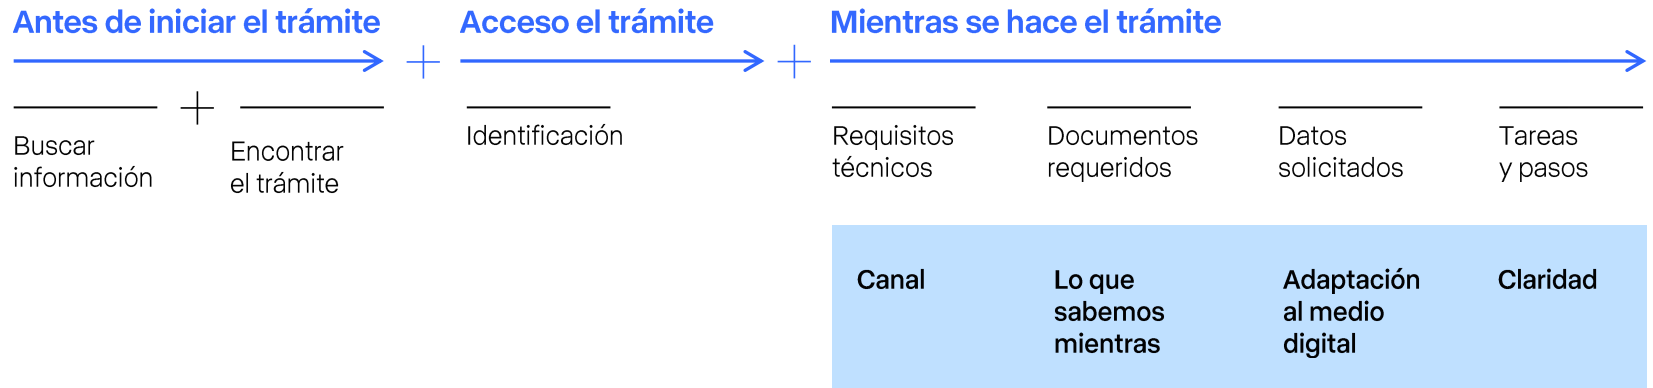 Antes de iniciar el trámite
Acceso el trámite
Mientras se hace el trámite
Buscar
información
Encontrar
el trámite
Identificación
Requisitos
técnicos
Documentos
requeridos
Datos
solicitados
Tareas
y pasos
Canal
Lo que
sabemos
mientras
Adaptación
al medio
digital
Claridad